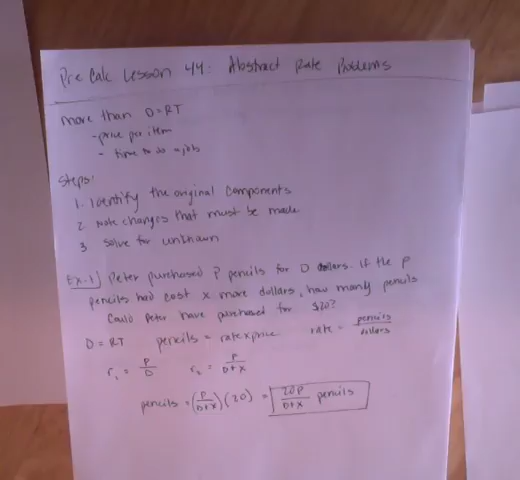 Pre Calc Lesson 44: Abstract Rate Problems
more than D=RT
- price per item
- time to do a job
Steps:
1. Identify the original components
2 Note changes that must be made
3 Solve for unknown
Ex.1) Peter purchased P pencils for D dollars. If the P
pencils had cost x more dollars, how many pencils
could Peter have purchased for $20?
D = RT pencils = rate x price rate = pencils/dollars
r₁ = P/D r₂ = P/D+x
pencils = (P/D+x)(20) = 20P/D+x pencils